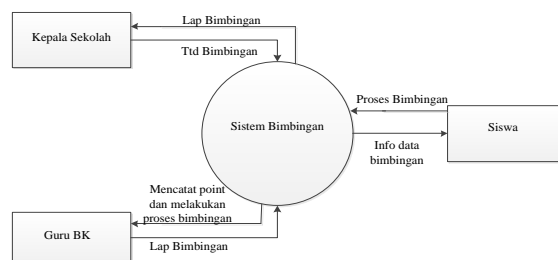 Lap Bimbingan
Kepala Sekolah
Ttd Bimbingan
Proses Bimbingan
Sistem Bimbingan
Siswa
Info data
bimbingan
Mencatat point
dan melakukan
proses bimbingan
Guru BK
Lap Bimbingan